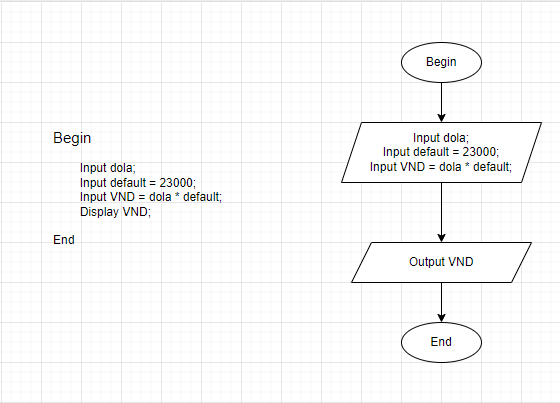 Begin
Input dola;
Input default = 23000;
Input VND = dola * default;
Display VND;
End
Begin
Input dola;
Input default = 23000;
Input VND = dola * default;
Output VND
End